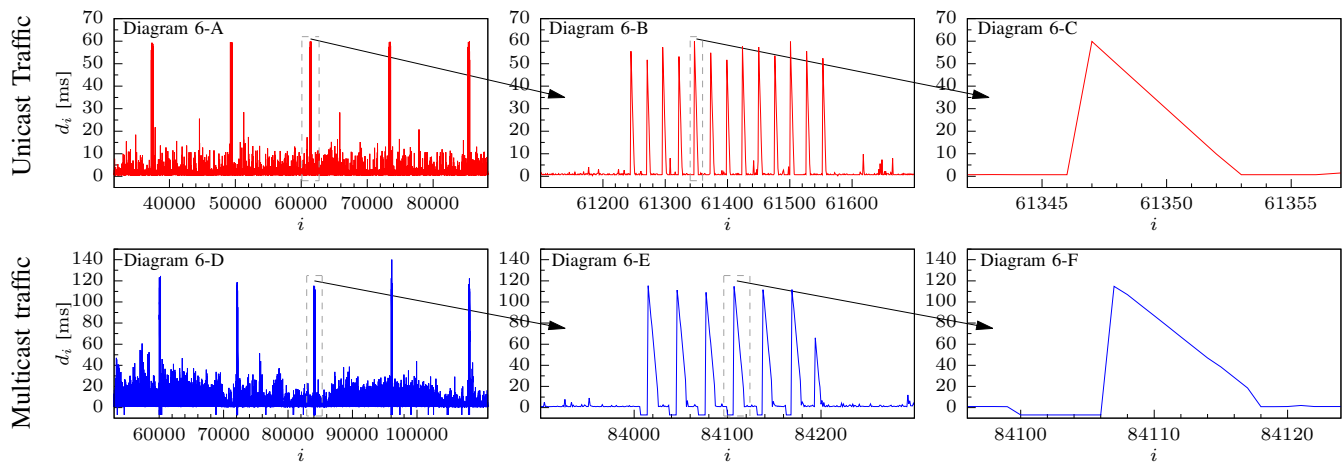 Unicast Traffic
d_i [ms]
Diagram 6-A
70
60
50
40
30
20
10
0
40000 50000 60000 70000 80000
i
Diagram 6-B
70
60
50
40
30
20
10
0
61200 61300 61400 61500 61600
i
Diagram 6-C
70
60
50
40
30
20
10
0
61345 61350 61355
i
Multicast traffic
d_i [ms]
Diagram 6-D
140
120
100
80
60
40
20
0
60000 70000 80000 90000 100000
i
Diagram 6-E
140
120
100
80
60
40
20
0
84000 84100 84200
i
Diagram 6-F
140
120
100
80
60
40
20
0
84100 84110 84120
i